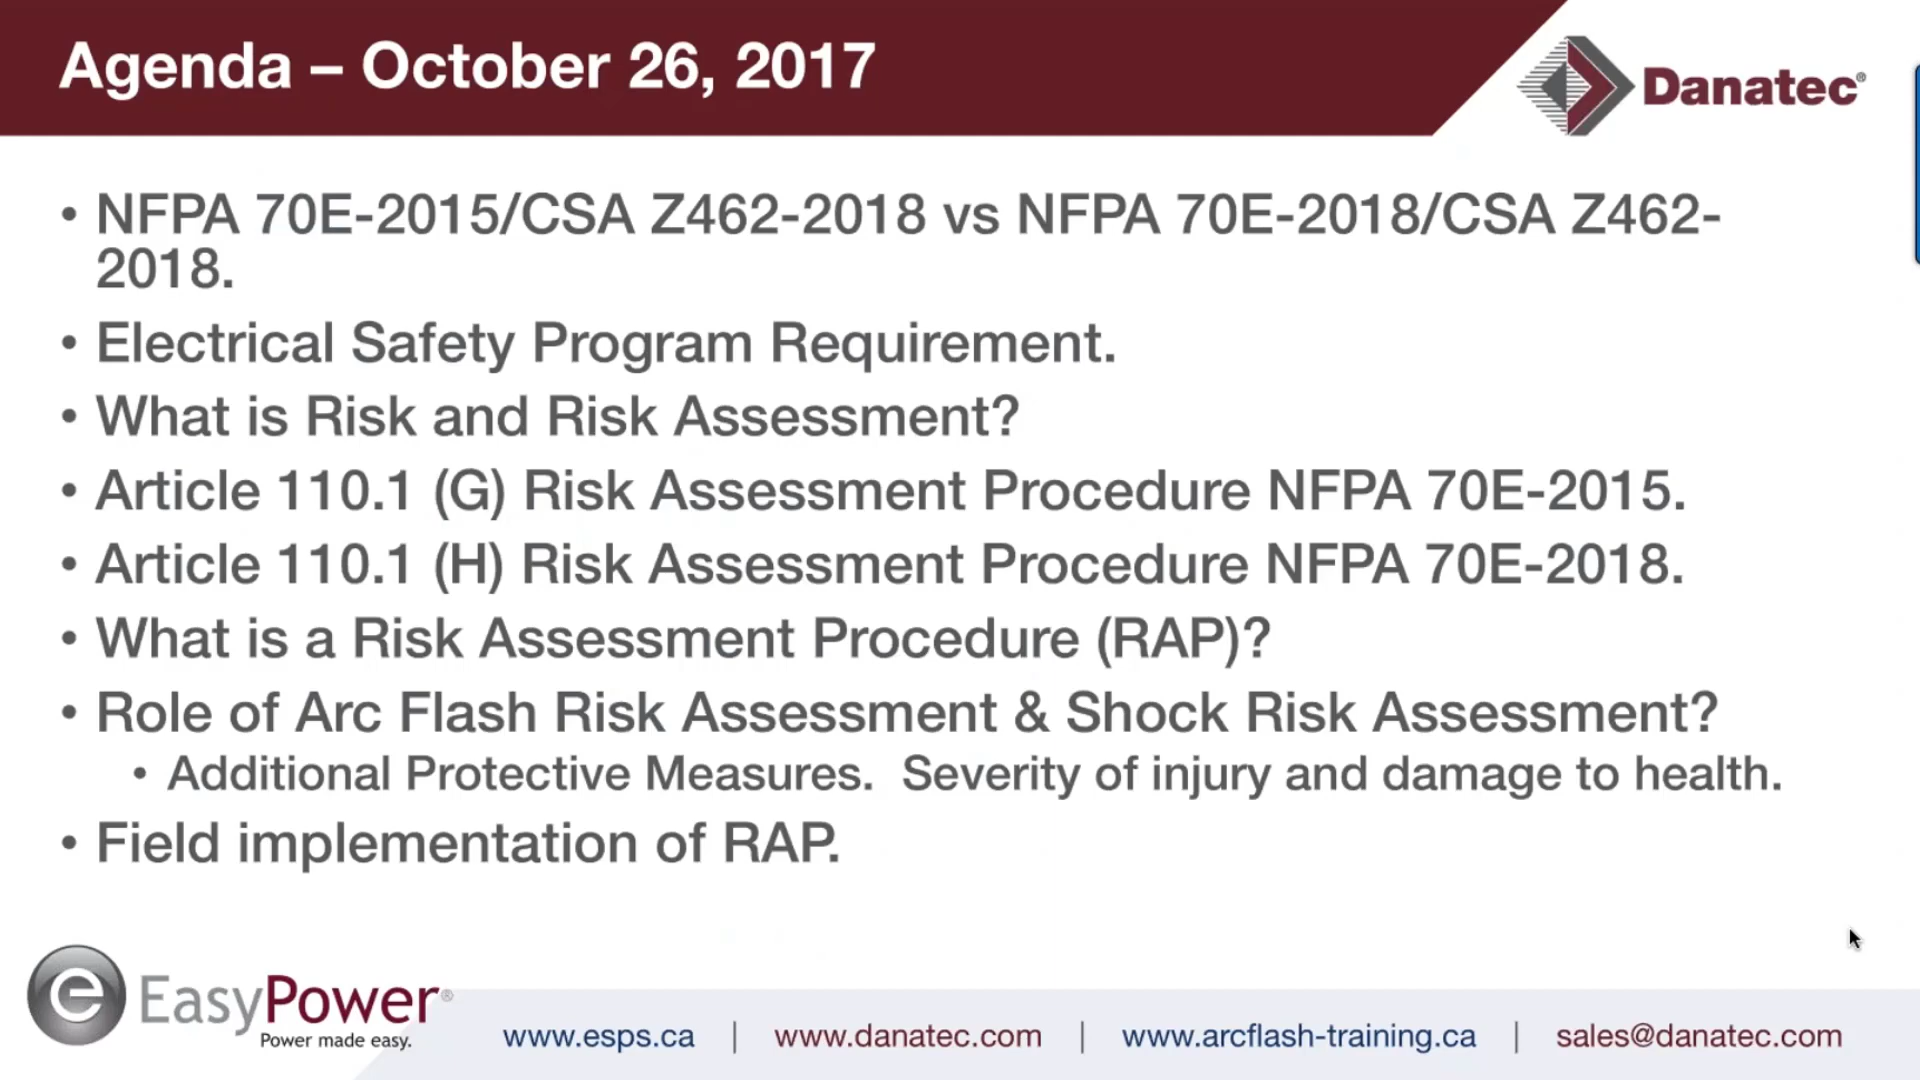 Agenda – October 26, 2017
Danatec®
• NFPA 70E-2015/CSA Z462-2018 vs NFPA 70E-2018/CSA Z462-
2018.
• Electrical Safety Program Requirement.
• What is Risk and Risk Assessment?
• Article 110.1 (G) Risk Assessment Procedure NFPA 70E-2015.
• Article 110.1 (H) Risk Assessment Procedure NFPA 70E-2018.
• What is a Risk Assessment Procedure (RAP)?
• Role of Arc Flash Risk Assessment & Shock Risk Assessment?
• Additional Protective Measures.  Severity of injury and damage to health.
• Field implementation of RAP.
e EasyPower®
Power made easy.
www.esps.ca | www.danatec.com | www.arcflash-training.ca | sales@danatec.com